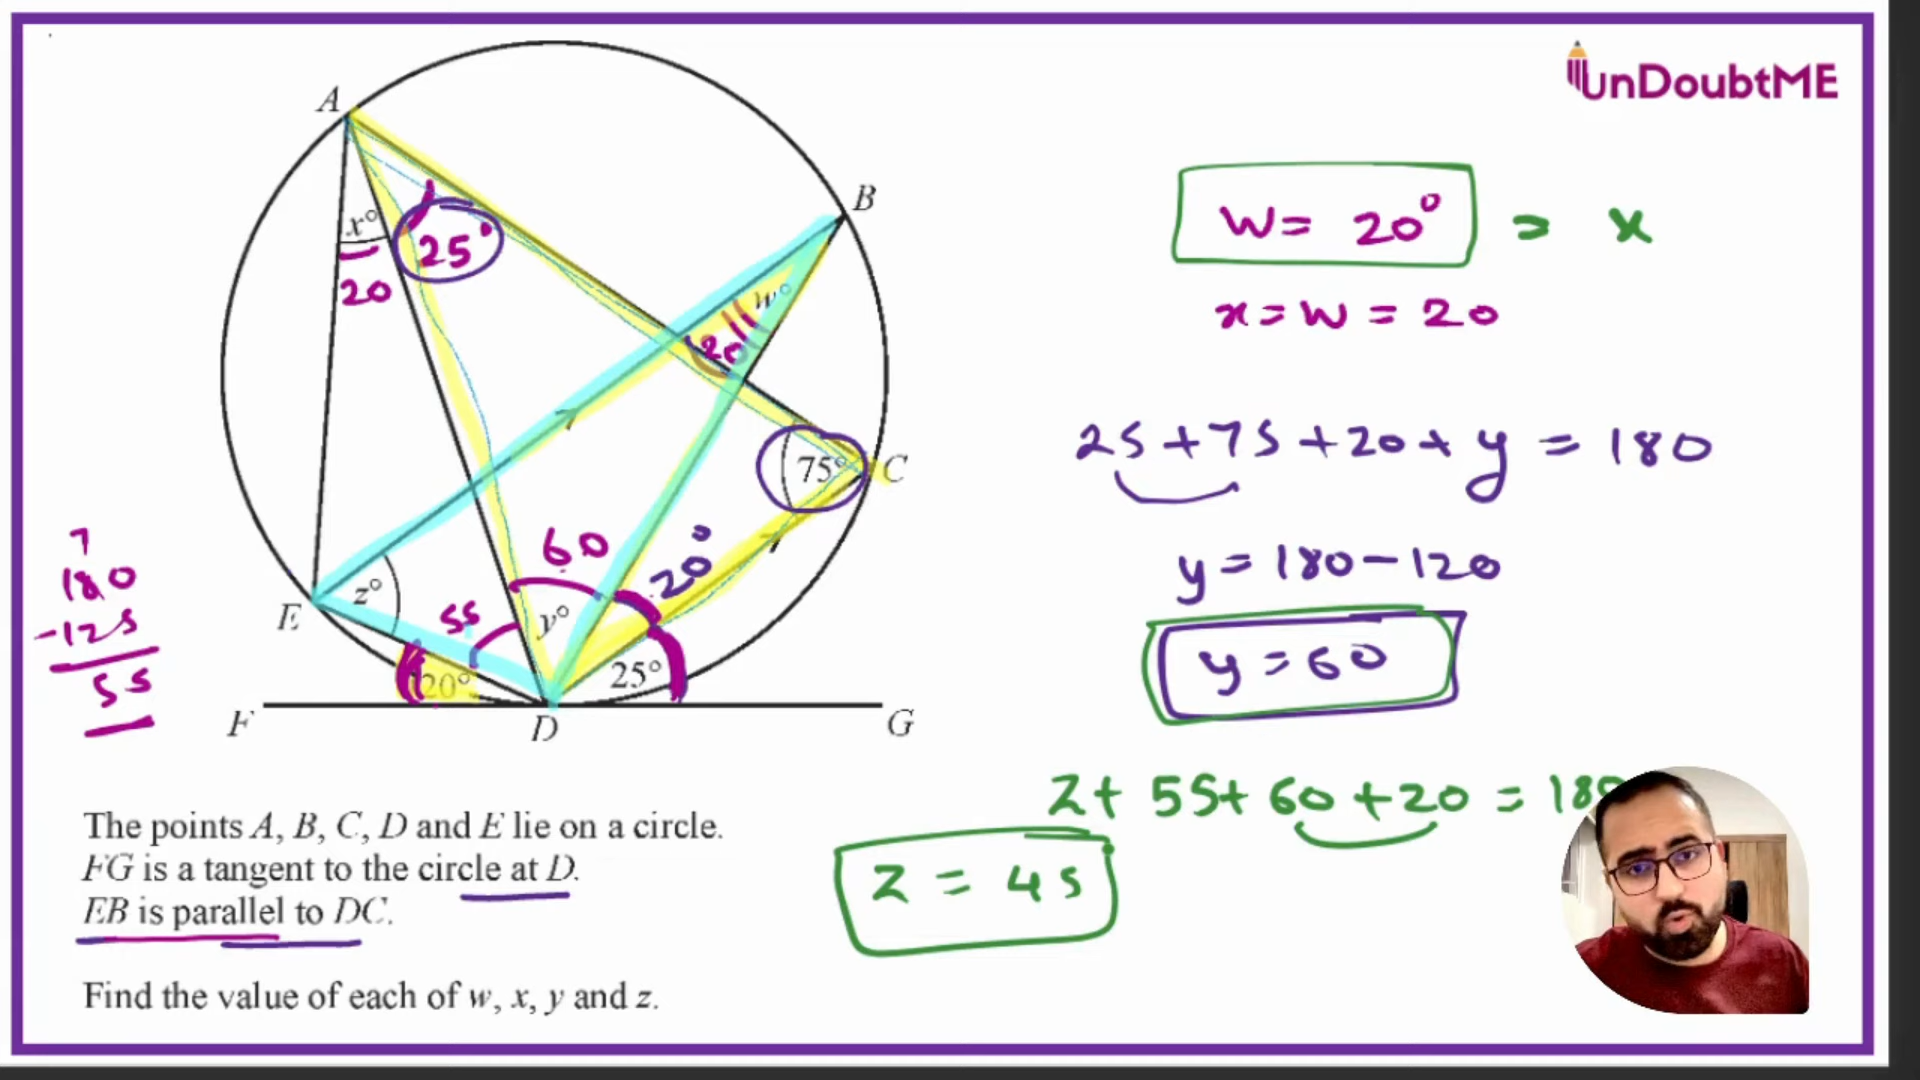 UnDoubtME
A
B
x°
25°
20
w°
20
W = 20° = x
x = w = 20
25 + 75 + 20 + y = 180
75°
C
60
20°
y = 180 - 120
7
180
-125
55
E
z°
55
y°
20°
25°
y = 60
F
D
G
z + 55 + 60 + 20 = 180
z = 45
The points A, B, C, D and E lie on a circle.
FG is a tangent to the circle at D.
EB is parallel to DC.
Find the value of each of w, x, y and z.